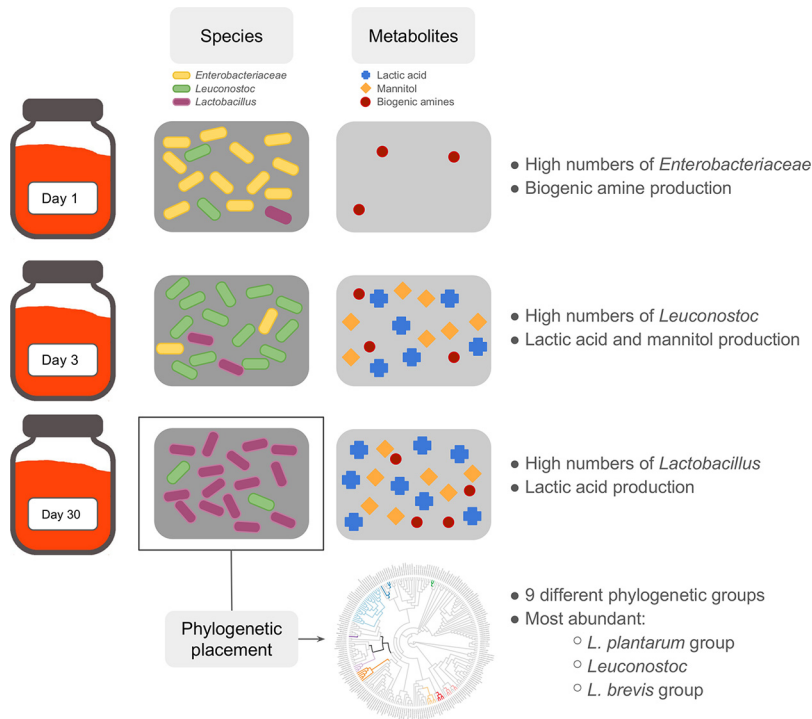 Species
Metabolites
Enterobacteriaceae
Leuconostoc
Lactobacillus
Lactic acid
Mannitol
Biogenic amines
Day 1
● High numbers of Enterobacteriaceae
● Biogenic amine production
Day 3
● High numbers of Leuconostoc
● Lactic acid and mannitol production
Day 30
● High numbers of Lactobacillus
● Lactic acid production
Phylogenetic
placement
● 9 different phylogenetic groups
● Most abundant:
○ L. plantarum group
○ Leuconostoc
○ L. brevis group